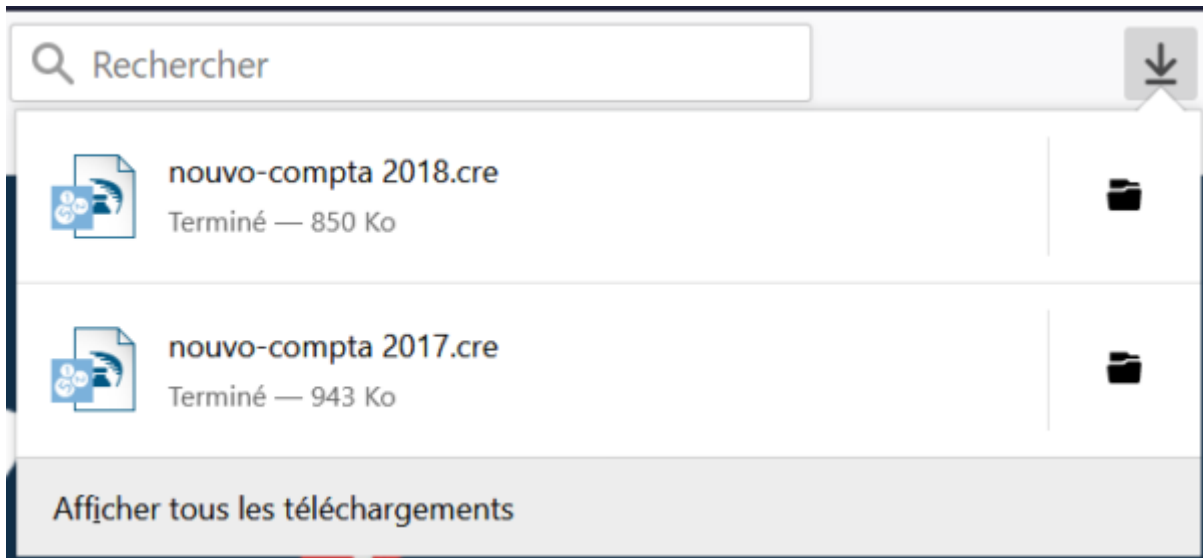 Rechercher
nouvo-compta 2018.cre
Terminé — 850 Ko
nouvo-compta 2017.cre
Terminé — 943 Ko
Afficher tous les téléchargements